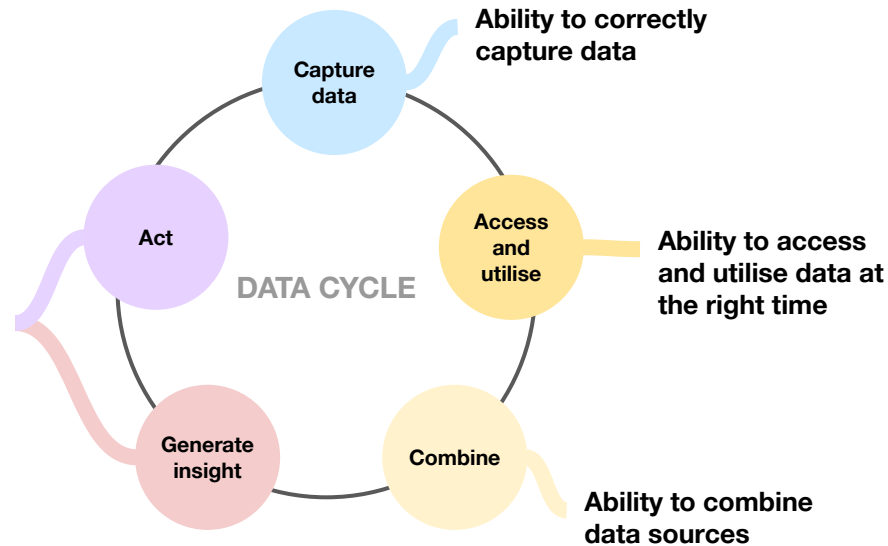 Ability to correctly
capture data
Capture
data
Access
and
utilise
Ability to access
and utilise data at
the right time
Act
DATA CYCLE
Generate
insight
Combine
Ability to combine
data sources